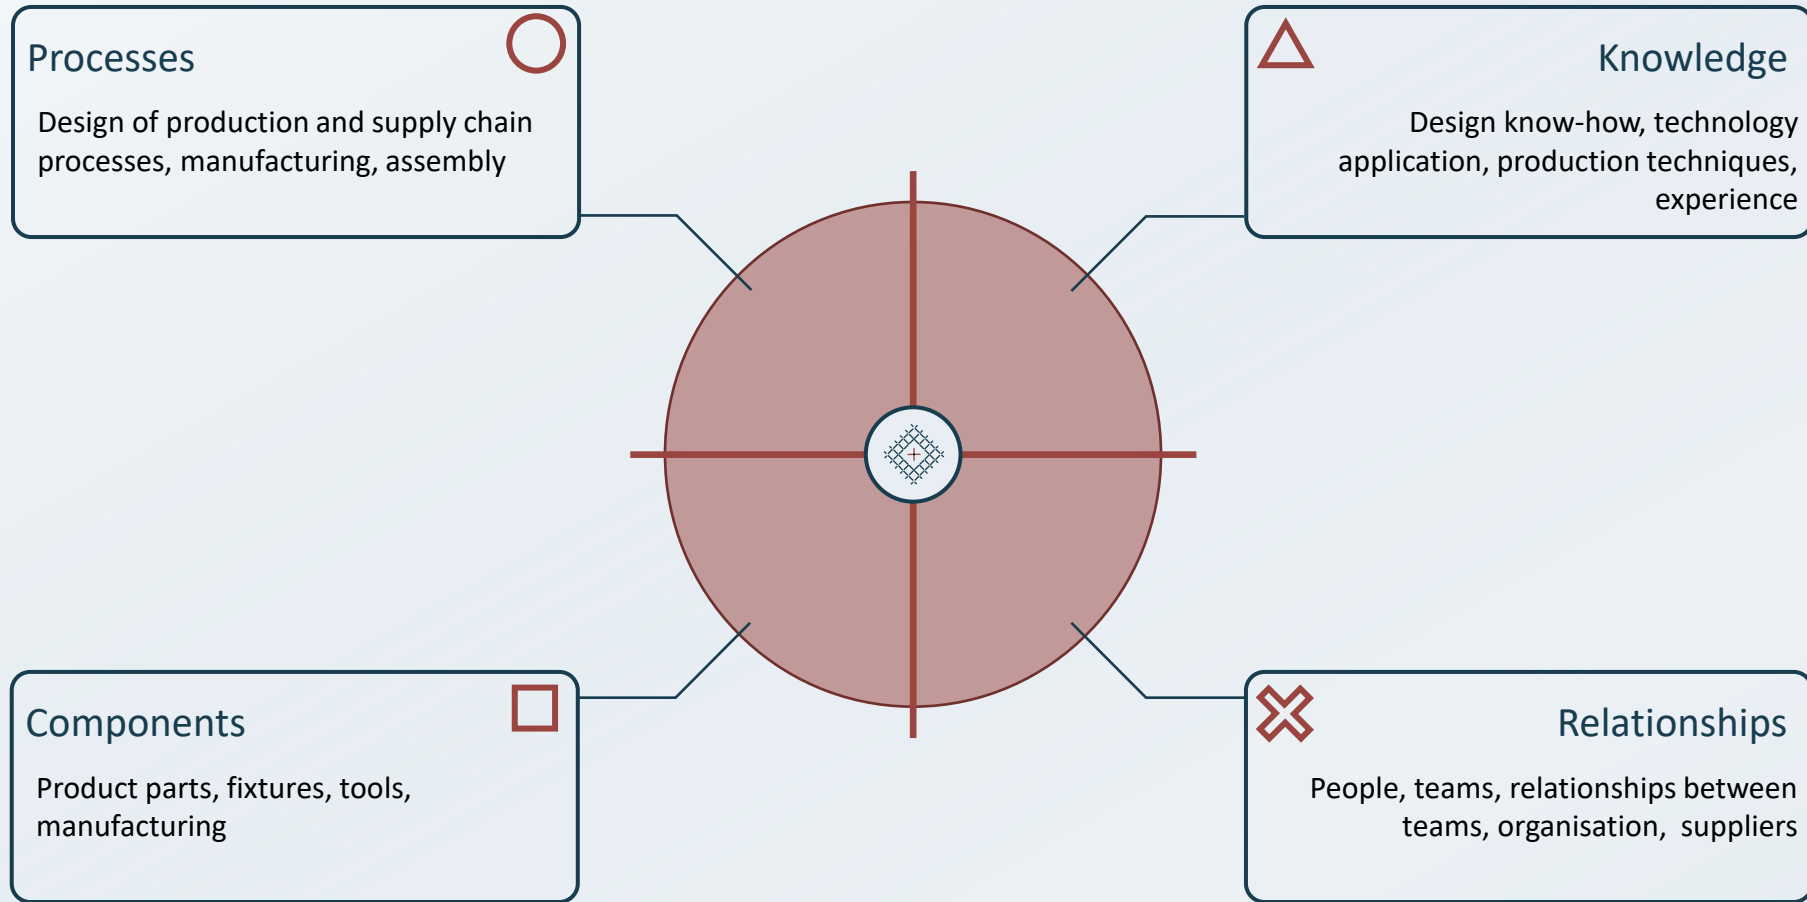 Processes
Design of production and supply chain
processes, manufacturing, assembly
Knowledge
Design know-how, technology
application, production techniques,
experience
Components
Product parts, fixtures, tools,
manufacturing
Relationships
People, teams, relationships between
teams, organisation,  suppliers